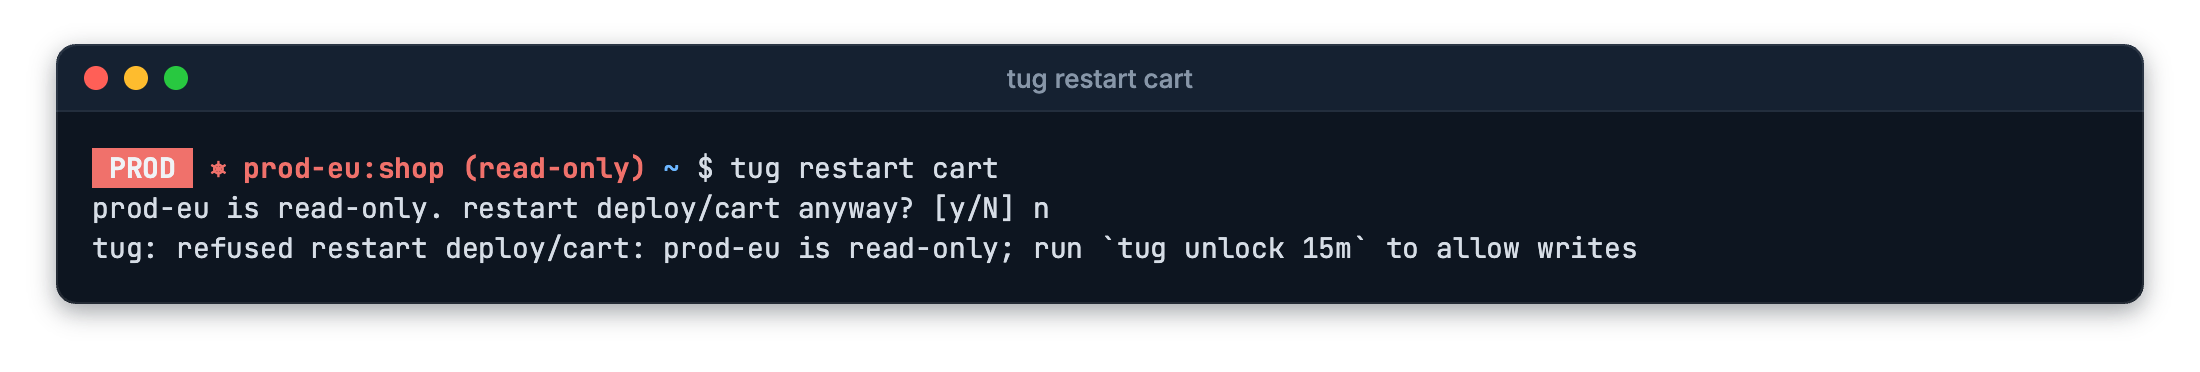 tug restart cart
PROD ⎈ prod-eu:shop (read-only) ~ $ tug restart cart
prod-eu is read-only. restart deploy/cart anyway? [y/N] n
tug: refused restart deploy/cart: prod-eu is read-only; run `tug unlock 15m` to allow writes